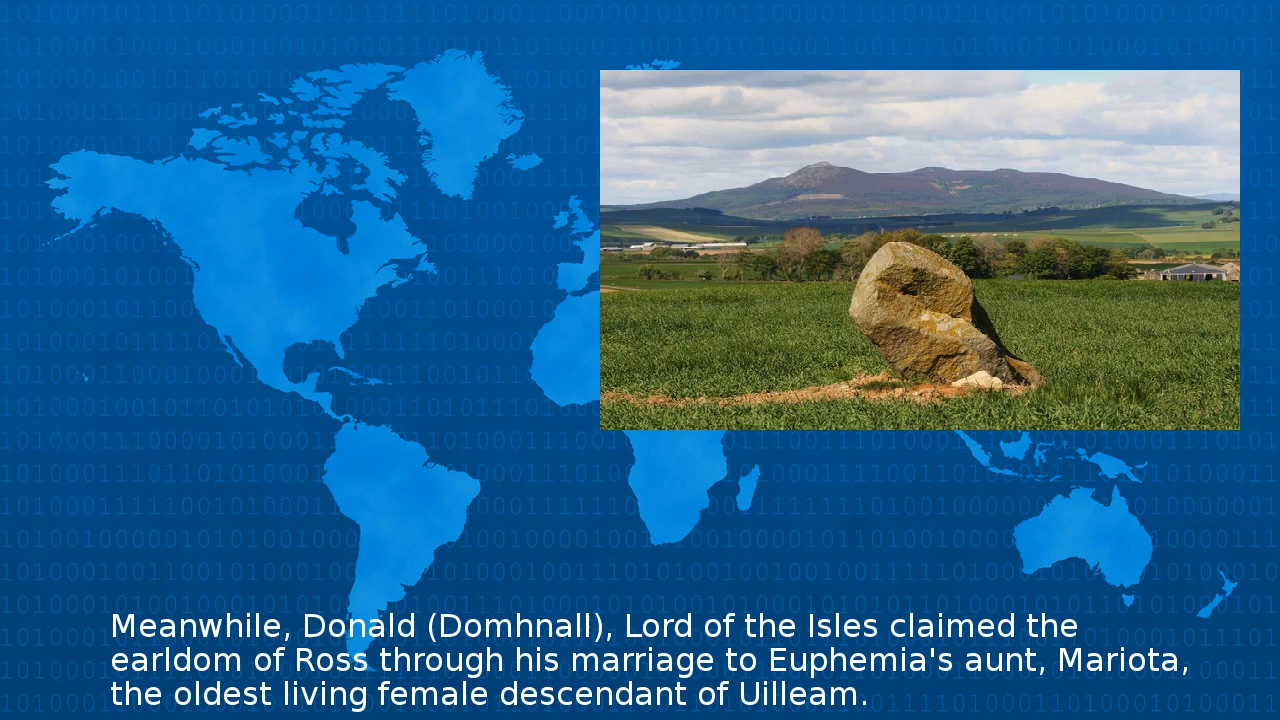 Meanwhile, Donald (Domhnall), Lord of the Isles claimed the
earldom of Ross through his marriage to Euphemia's aunt, Mariota,
the oldest living female descendant of Uilleam.